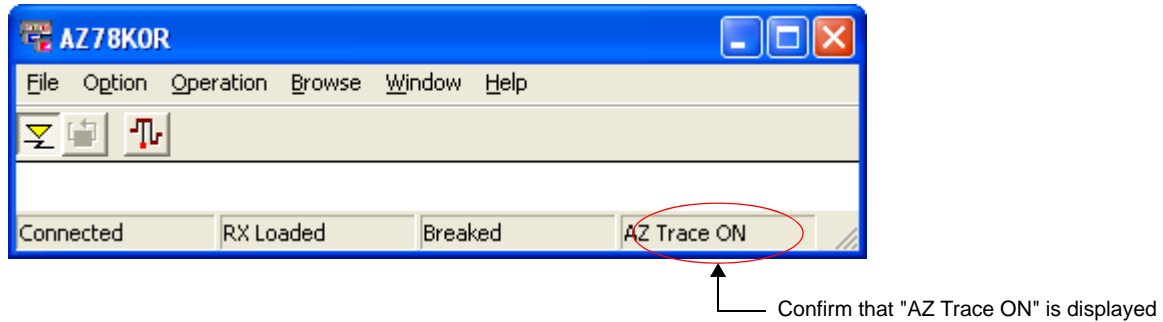 AZ78K0R
File Option Operation Browse Window Help
Connected RX Loaded Breaked AZ Trace ON
Confirm that "AZ Trace ON" is displayed